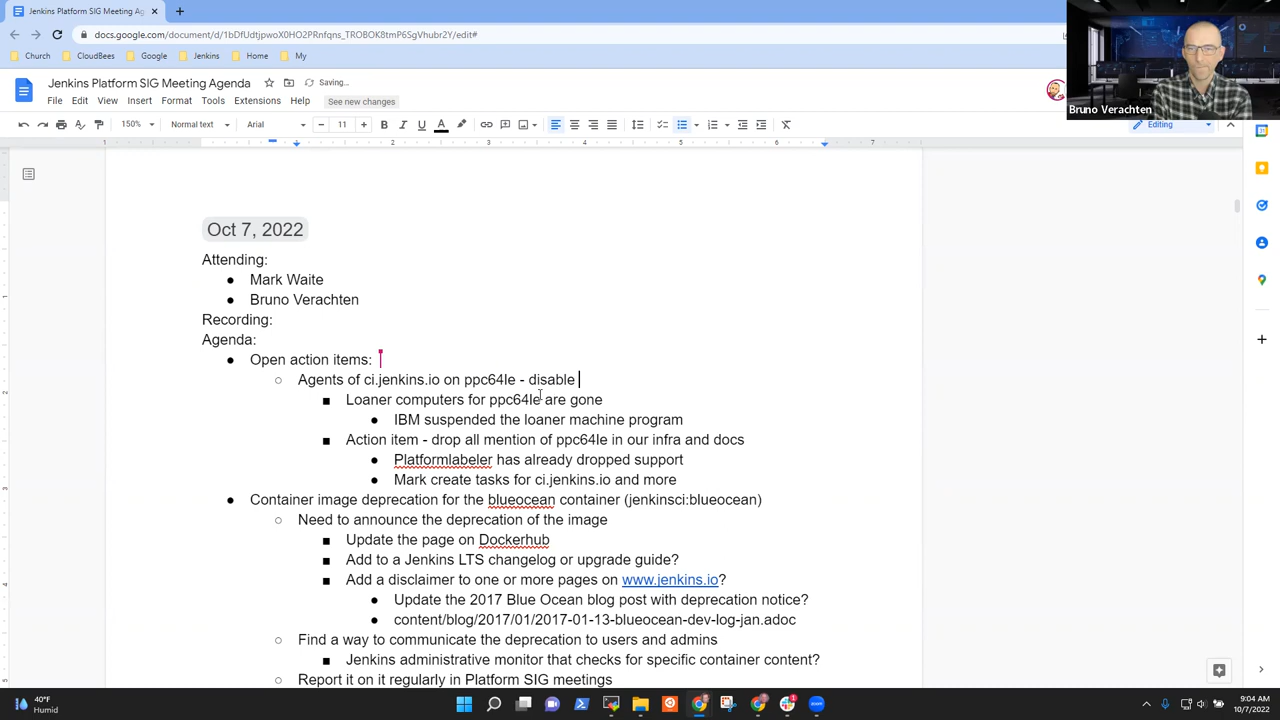 Jenkins Platform SIG Meeting Ag
docs.google.com/document/d/1bDfUdtjpwoX0HO2PRnfqns_TROBOK8tmP6SgVhubr2Y/edit#
Church CloudBees Google Jenkins Home My
Jenkins Platform SIG Meeting Agenda Saving...
File Edit View Insert Format Tools Extensions Help See new changes
150% Normal text Arial 11 Editing
Bruno Verachten
1 2 3 4 5 6 7
Oct 7, 2022
Attending:
● Mark Waite
● Bruno Verachten
Recording:
Agenda:
● Open action items:
○ Agents of ci.jenkins.io on ppc64le - disable
■ Loaner computers for ppc64le are gone
● IBM suspended the loaner machine program
■ Action item - drop all mention of ppc64le in our infra and docs
● Platformlabeler has already dropped support
● Mark create tasks for ci.jenkins.io and more
● Container image deprecation for the blueocean container (jenkinsci:blueocean)
○ Need to announce the deprecation of the image
■ Update the page on Dockerhub
■ Add to a Jenkins LTS changelog or upgrade guide?
■ Add a disclaimer to one or more pages on www.jenkins.io?
● Update the 2017 Blue Ocean blog post with deprecation notice?
● content/blog/2017/01/2017-01-13-blueocean-dev-log-jan.adoc
○ Find a way to communicate the deprecation to users and admins
■ Jenkins administrative monitor that checks for specific container content?
○ Report it on it regularly in Platform SIG meetings
40°F
Humid
9:04 AM
10/7/2022